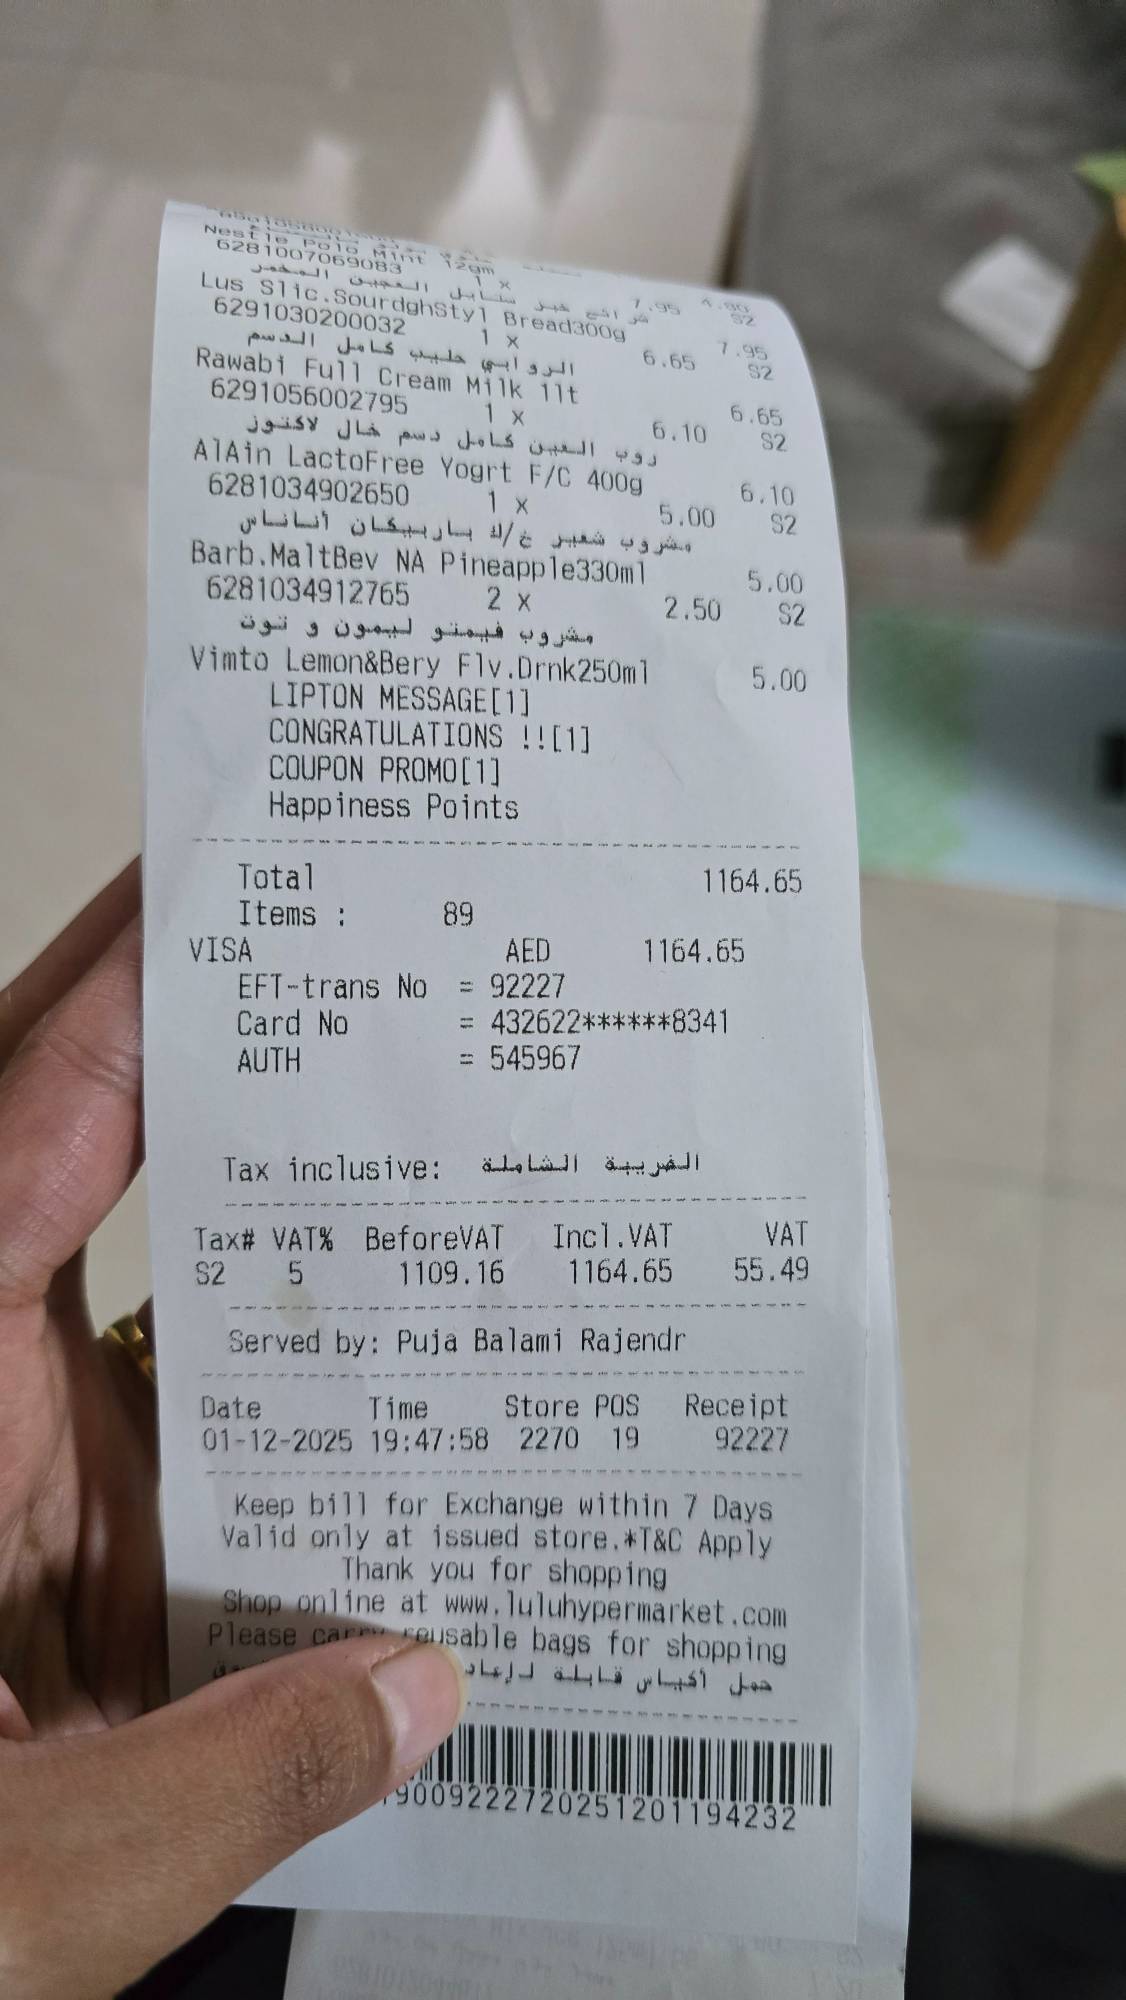 Nestle Polo Mint 12gm 4.90
6281007069083 1 x 7.95 S2
شرائح خبز سنابل العجين المخمر
Lus Slic.SourdghStyl Bread300g 7.95
6291030200032 1 x 6.65 S2
الروابي حليب كامل الدسم
Rawabi Full Cream Milk 1lt 6.65
6291056002795 1 x 6.10 S2
روب العين كامل دسم خال لاكتوز
AlAin LactoFree Yogrt F/C 400g 6.10
6281034902650 1 x 5.00 S2
مشروب شعير خ/ك باربيكان أناناس
Barb.MaltBev NA Pineapple330ml 5.00
6281034912765 2 x 2.50 S2
مشروب فيمتو ليمون و توت
Vimto Lemon&Bery Flv.Drnk250ml 5.00
LIPTON MESSAGE[1]
CONGRATULATIONS !![1]
COUPON PROMO[1]
Happiness Points
Total 1164.65
Items : 89
VISA AED 1164.65
EFT-trans No = 92227
Card No = 432622******8341
AUTH = 545967
Tax inclusive: الضريبة الشاملة
Tax# VAT% BeforeVAT Incl.VAT VAT
S2 5 1109.16 1164.65 55.49
Served by: Puja Balami Rajendr
Date Time Store POS Receipt
01-12-2025 19:47:58 2270 19 92227
Keep bill for Exchange within 7 Days
Valid only at issued store.*T&C Apply
Thank you for shopping
Shop online at www.luluhypermarket.com
Please carry reusable bags for shopping
حمل أكياس قابلة
9009222720251201194232